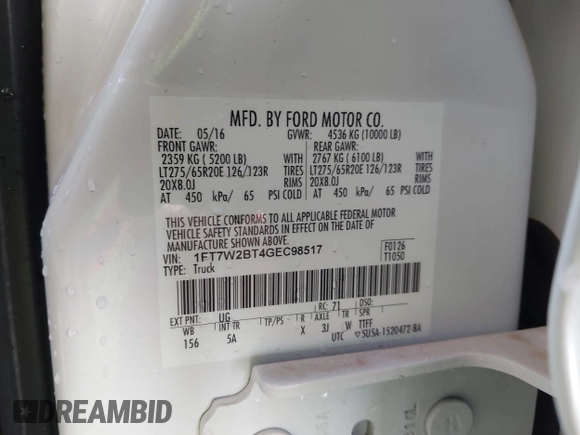 MFD. BY FORD MOTOR CO.
DATE: 05/16 GVWR: 4536 KG (10000 LB)
FRONT GAWR: REAR GAWR:
2359 KG ( 5200 LB) WITH 2767 KG ( 6100 LB) WITH
LT275/65R20E 126/123R TIRES LT275/65R20E 126/123R TIRES
20X8.0J RIMS 20X8.0J RIMS
AT 450 kPa/ 65 PSI COLD AT 450 kPa/ 65 PSI COLD
THIS VEHICLE CONFORMS TO ALL APPLICABLE FEDERAL MOTOR
VEHICLE SAFETY STANDARDS IN EFFECT ON THE DATE OF
MANUFACTURE SHOWN ABOVE.
VIN: 1FT7W2BT4GEC98517 F0126
TYPE: Truck T1050
EXT PNT: UG RC: 71 DSO:
WB INT TR TP/PS R AXLE TR SPR
156 5A X 3J W TTFF
UTC ▽SU5A-1520472-BA
DREAMBID